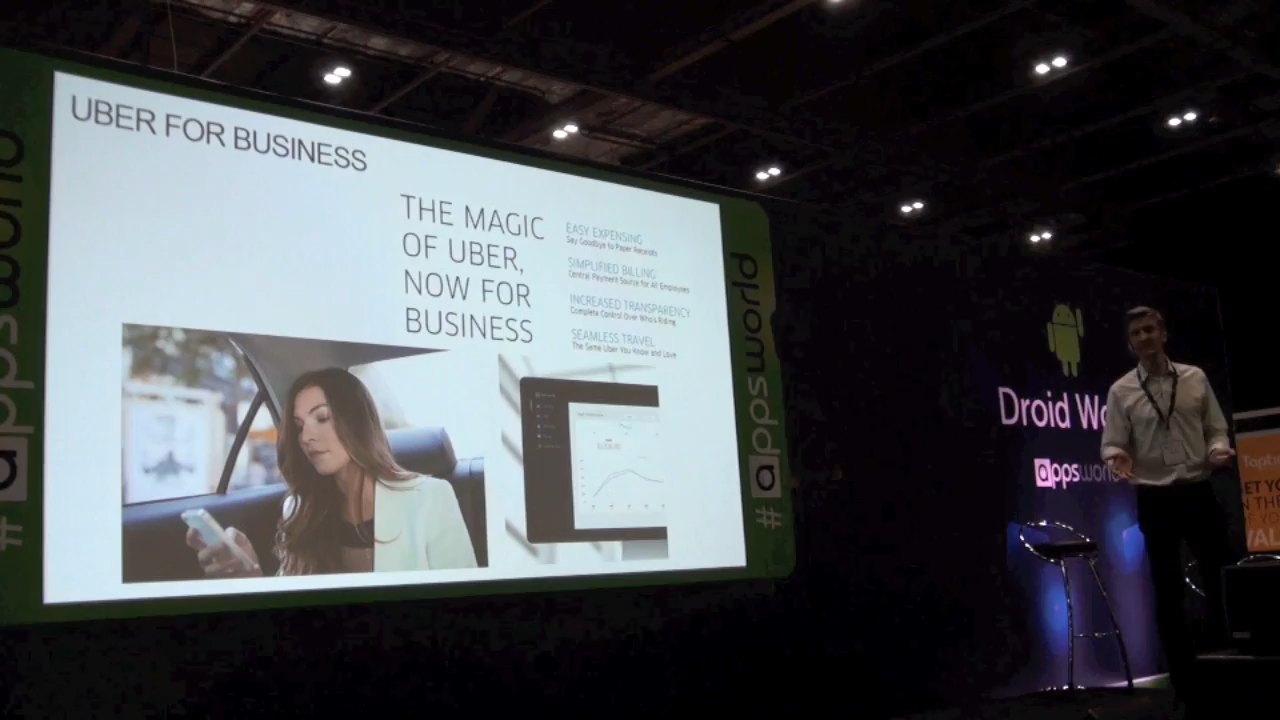 UBER FOR BUSINESS
THE MAGIC
OF UBER,
NOW FOR
BUSINESS
EASY EXPENSING
Say Goodbye to Paper Receipts
SIMPLIFIED BILLING
Central Payment Source for All Employees
INCREASED TRANSPARENCY
Complete Control Over Who's Riding
SEAMLESS TRAVEL
The Same Uber You Know and Love
#appsworld
#appsworld
Droid Wo
appsworld